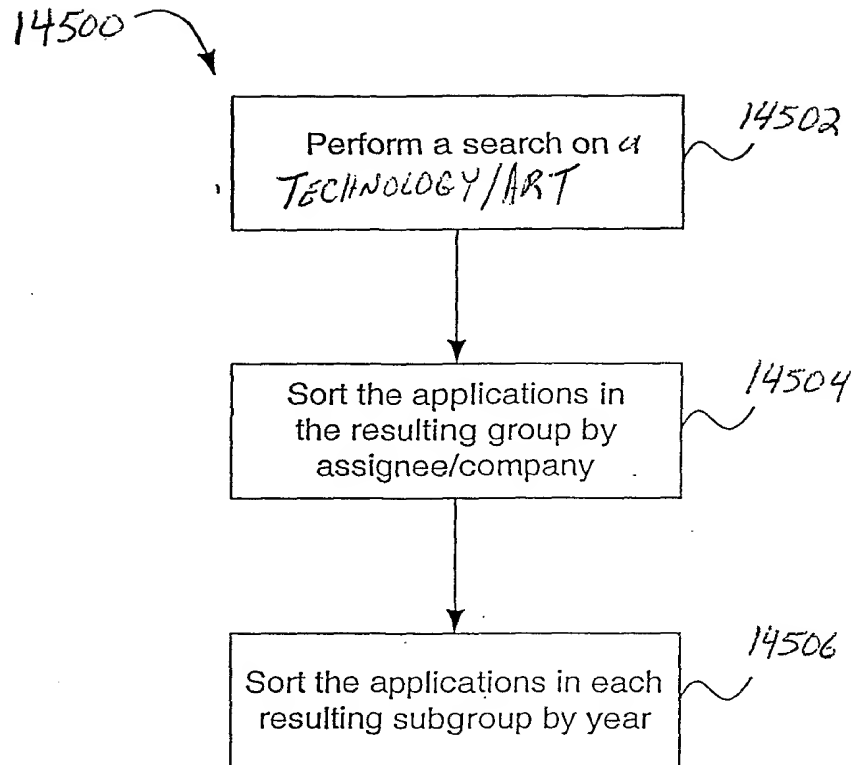 14500
14502
Perform a search on a
TECHNOLOGY/ART
14504
Sort the applications in
the resulting group by
assignee/company
14506
Sort the applications in each
resulting subgroup by year